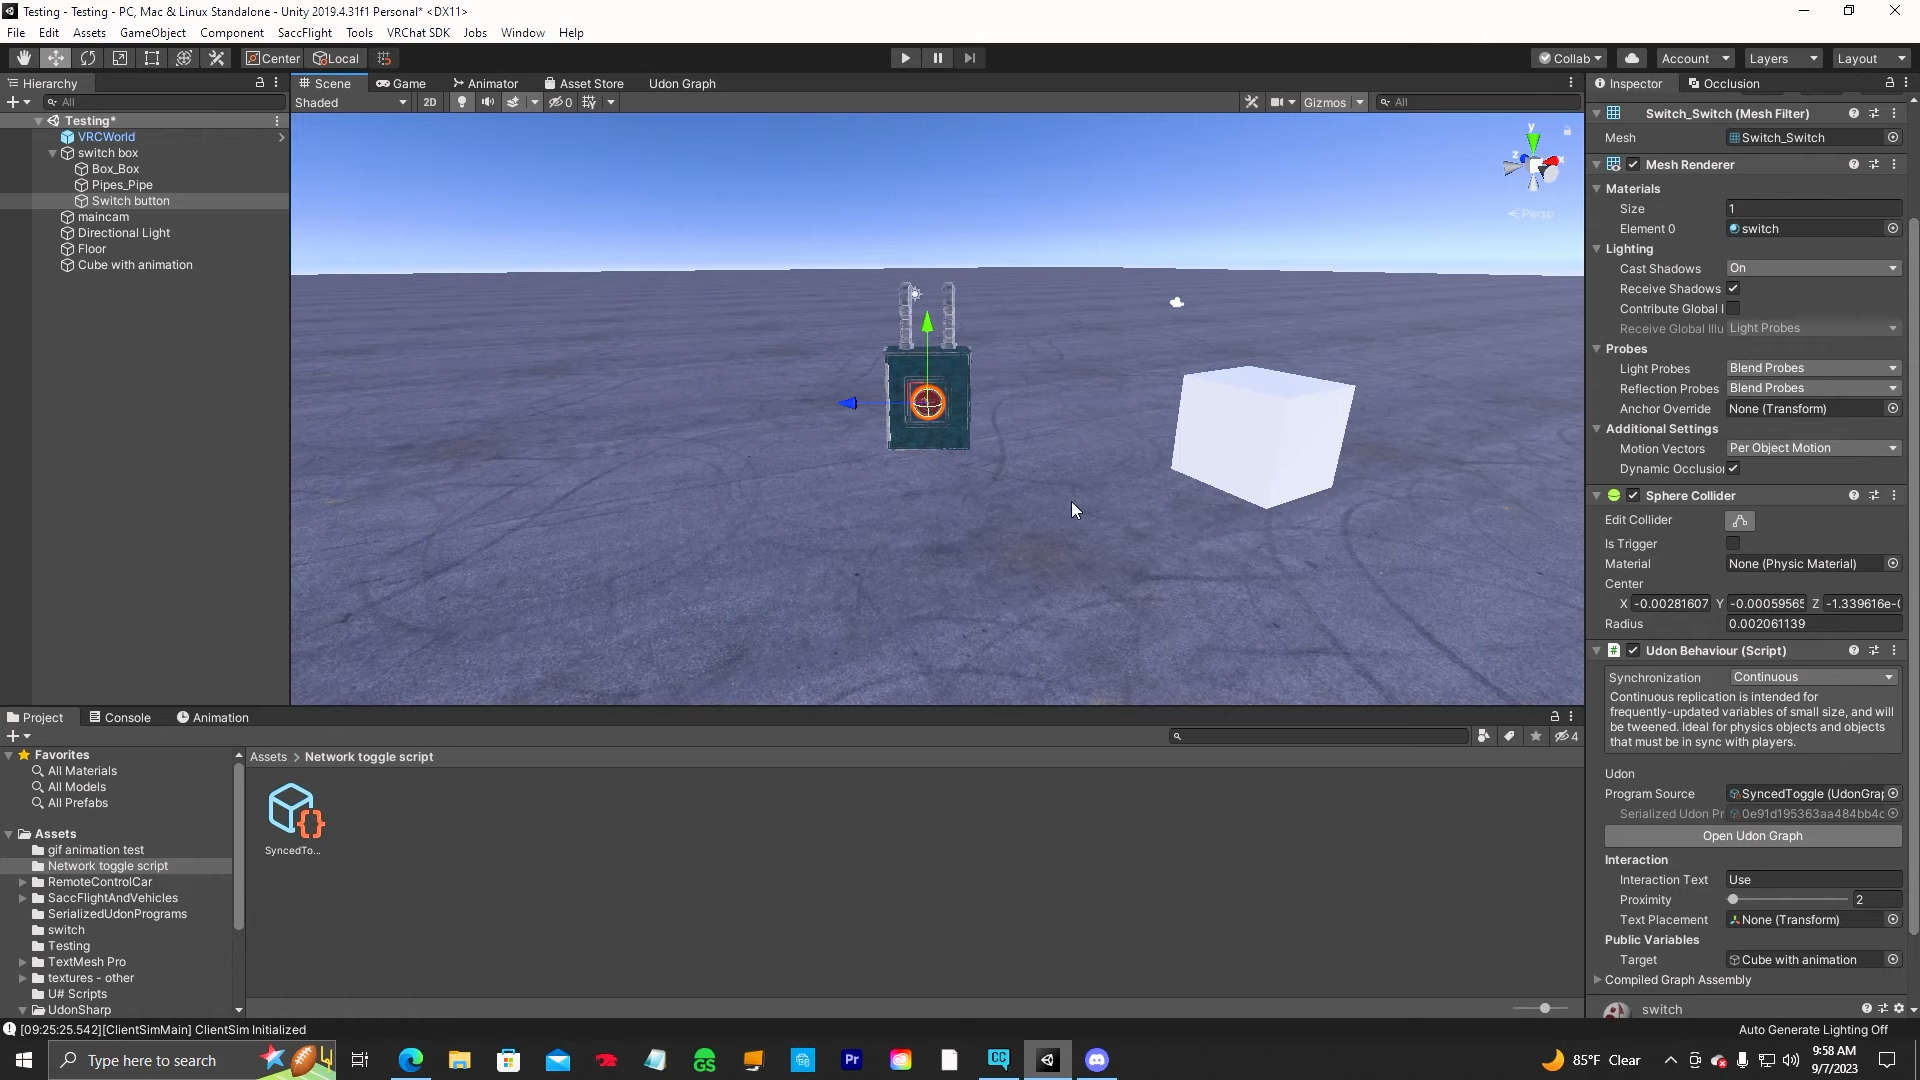 Testing - Testing - PC, Mac & Linux Standalone - Unity 2019.4.31f1 Personal* <DX11>
File Edit Assets GameObject Component SaccFlight Tools VRChat SDK Jobs Window Help
Center Local Collab Account Layers Layout
Hierarchy
All
Testing*
VRCWorld
switch box
Box_Box
Pipes_Pipe
Switch button
maincam
Directional Light
Floor
Cube with animation
Scene Game Animator Asset Store Udon Graph
Shaded 2D 0 Gizmos All
y
z x
Persp
Inspector Occlusion
Switch_Switch (Mesh Filter)
Mesh Switch_Switch
Mesh Renderer
Materials
Size 1
Element 0 switch
Lighting
Cast Shadows On
Receive Shadows
Contribute Global I
Receive Global Illu Light Probes
Probes
Light Probes Blend Probes
Reflection Probes Blend Probes
Anchor Override None (Transform)
Additional Settings
Motion Vectors Per Object Motion
Dynamic Occlusion
Sphere Collider
Edit Collider
Is Trigger
Material None (Physic Material)
Center
X -0.00281607 Y -0.00059565 Z -1.339616e-0
Radius 0.002061139
Udon Behaviour (Script)
Synchronization Continuous
Continuous replication is intended for
frequently-updated variables of small size, and will
be tweened. Ideal for physics objects and objects
that must be in sync with players.
Udon
Program Source SyncedToggle (UdonGrap
Serialized Udon Pr 0e91d195363aa484bb4c
Open Udon Graph
Interaction
Interaction Text Use
Proximity 2
Text Placement None (Transform)
Public Variables
Target Cube with animation
Compiled Graph Assembly
switch
Project Console Animation
4
Favorites
All Materials
All Models
All Prefabs
Assets
gif animation test
Network toggle script
RemoteControlCar
SaccFlightAndVehicles
SerializedUdonPrograms
switch
Testing
TextMesh Pro
textures - other
U# Scripts
UdonSharp
Assets > Network toggle script
SyncedTo...
[09:25:25.542][ClientSimMain] ClientSim Initialized
Auto Generate Lighting Off
Type here to search
GS Pr CC
85°F Clear
9:58 AM
9/7/2023